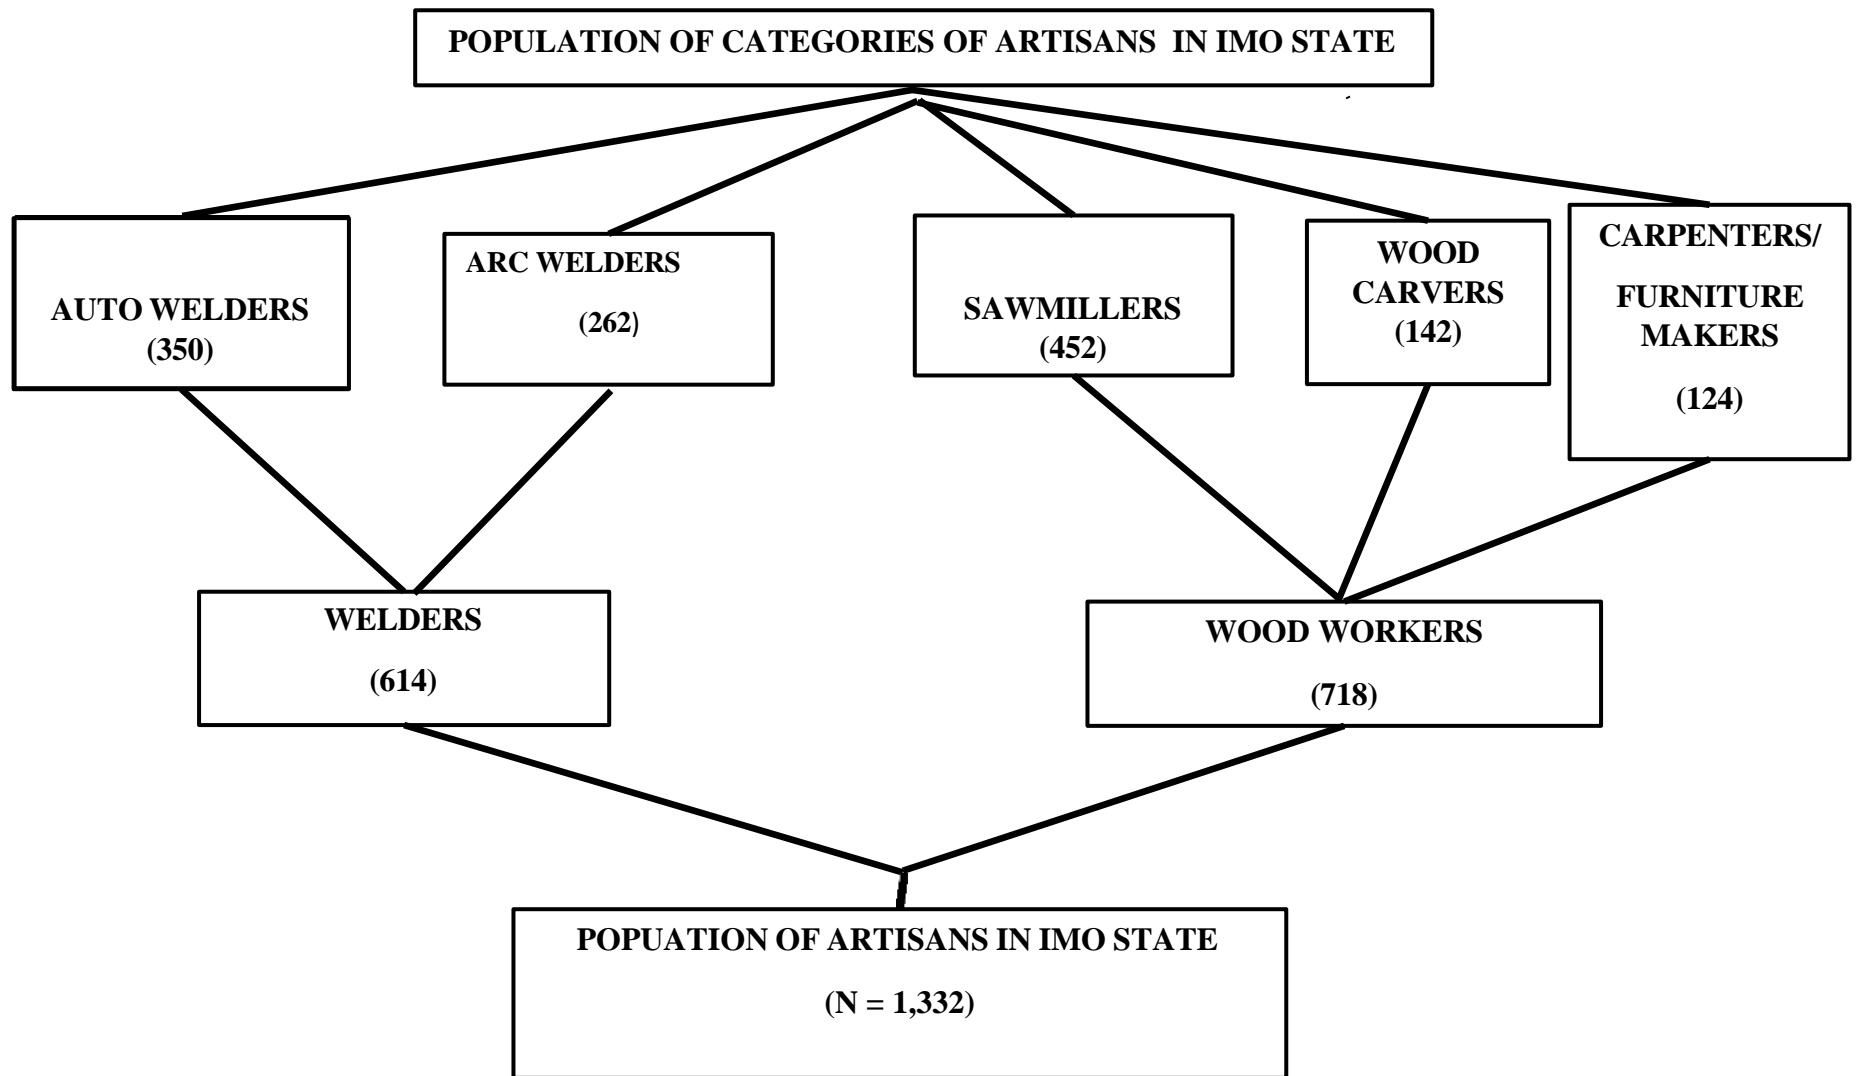 POPULATION OF CATEGORIES OF ARTISANS IN IMO STATE
AUTO WELDERS
(350)
ARC WELDERS
(262)
SAWMILLERS
(452)
WOOD
CARVERS
(142)
CARPENTERS/
FURNITURE
MAKERS
(124)
WELDERS
(614)
WOOD WORKERS
(718)
POPUATION OF ARTISANS IN IMO STATE
(N = 1,332)